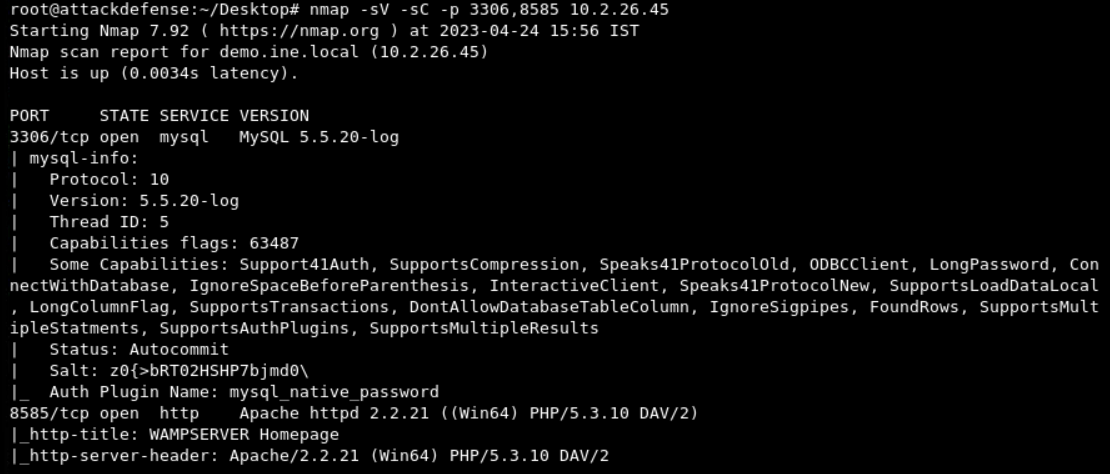 root@attackdefense:~/Desktop# nmap -sV -sC -p 3306,8585 10.2.26.45
Starting Nmap 7.92 ( https://nmap.org ) at 2023-04-24 15:56 IST
Nmap scan report for demo.ine.local (10.2.26.45)
Host is up (0.0034s latency).

PORT     STATE SERVICE VERSION
3306/tcp open  mysql   MySQL 5.5.20-log
| mysql-info:
|   Protocol: 10
|   Version: 5.5.20-log
|   Thread ID: 5
|   Capabilities flags: 63487
|   Some Capabilities: Support41Auth, SupportsCompression, Speaks41ProtocolOld, ODBCClient, LongPassword, Con
nectWithDatabase, IgnoreSpaceBeforeParenthesis, InteractiveClient, Speaks41ProtocolNew, SupportsLoadDataLocal
, LongColumnFlag, SupportsTransactions, DontAllowDatabaseTableColumn, IgnoreSigpipes, FoundRows, SupportsMult
ipleStatments, SupportsAuthPlugins, SupportsMultipleResults
|   Status: Autocommit
|   Salt: z0{>bRT02HSHP7bjmd0\
|_  Auth Plugin Name: mysql_native_password
8585/tcp open  http    Apache httpd 2.2.21 ((Win64) PHP/5.3.10 DAV/2)
|_http-title: WAMPSERVER Homepage
|_http-server-header: Apache/2.2.21 (Win64) PHP/5.3.10 DAV/2